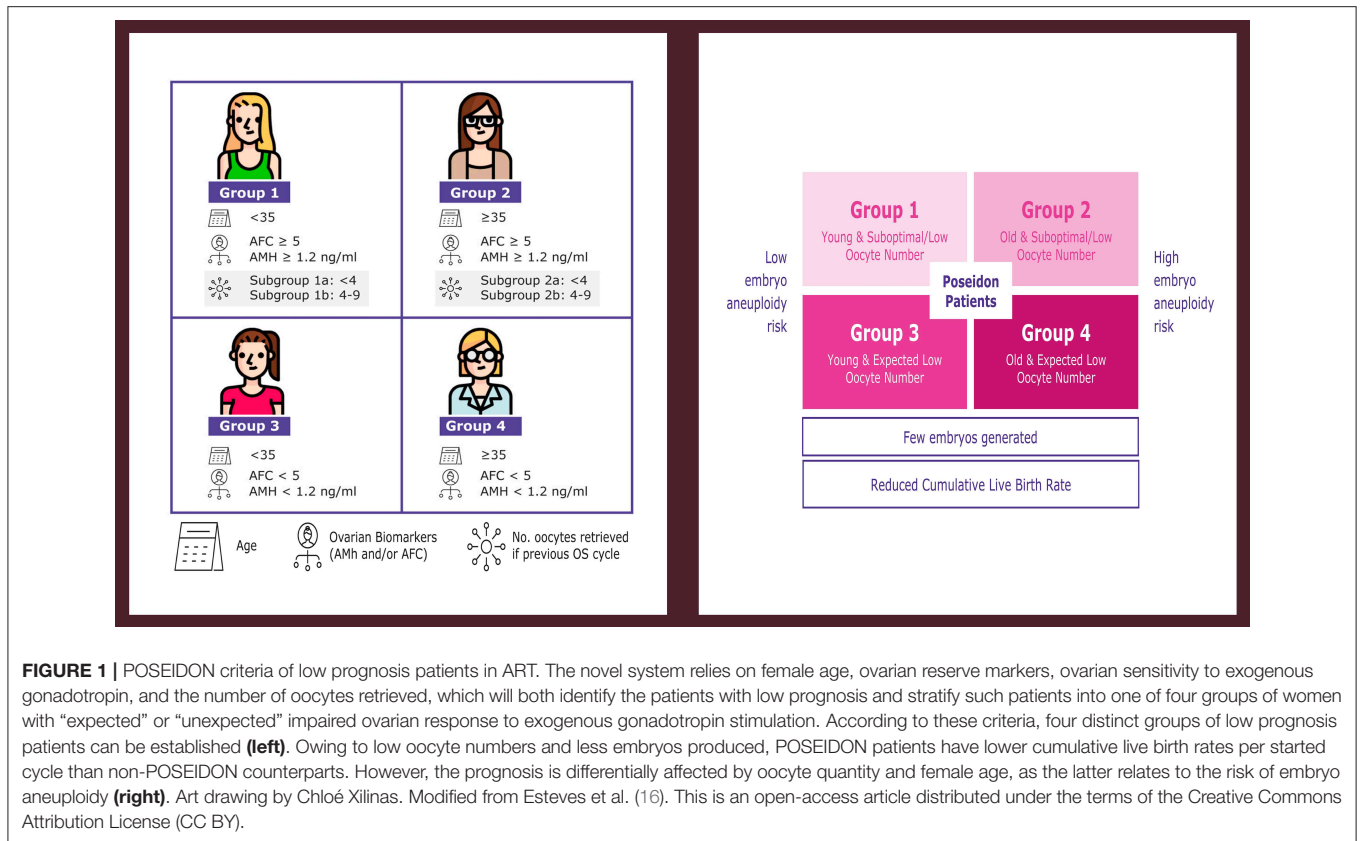 Group 1
<35
AFC ≥ 5
AMH ≥ 1.2 ng/ml
Subgroup 1a: <4
Subgroup 1b: 4-9
Group 2
≥35
AFC ≥ 5
AMH ≥ 1.2 ng/ml
Subgroup 2a: <4
Subgroup 2b: 4-9
Group 3
<35
AFC < 5
AMH < 1.2 ng/ml
Group 4
≥35
AFC < 5
AMH < 1.2 ng/ml
Age
Ovarian Biomarkers
(AMh and/or AFC)
No. oocytes retrieved
if previous OS cycle
Low
embryo
aneuploidy
risk
Group 1
Young & Suboptimal/Low
Oocyte Number
Group 2
Old & Suboptimal/Low
Oocyte Number
Poseidon
Patients
Group 3
Young & Expected Low
Oocyte Number
Group 4
Old & Expected Low
Oocyte Number
High
embryo
aneuploidy
risk
Few embryos generated
Reduced Cumulative Live Birth Rate
FIGURE 1 | POSEIDON criteria of low prognosis patients in ART. The novel system relies on female age, ovarian reserve markers, ovarian sensitivity to exogenous
gonadotropin, and the number of oocytes retrieved, which will both identify the patients with low prognosis and stratify such patients into one of four groups of women
with “expected” or “unexpected” impaired ovarian response to exogenous gonadotropin stimulation. According to these criteria, four distinct groups of low prognosis
patients can be established (left). Owing to low oocyte numbers and less embryos produced, POSEIDON patients have lower cumulative live birth rates per started
cycle than non-POSEIDON counterparts. However, the prognosis is differentially affected by oocyte quantity and female age, as the latter relates to the risk of embryo
aneuploidy (right). Art drawing by Chloé Xilinas. Modified from Esteves et al. (16). This is an open-access article distributed under the terms of the Creative Commons
Attribution License (CC BY).